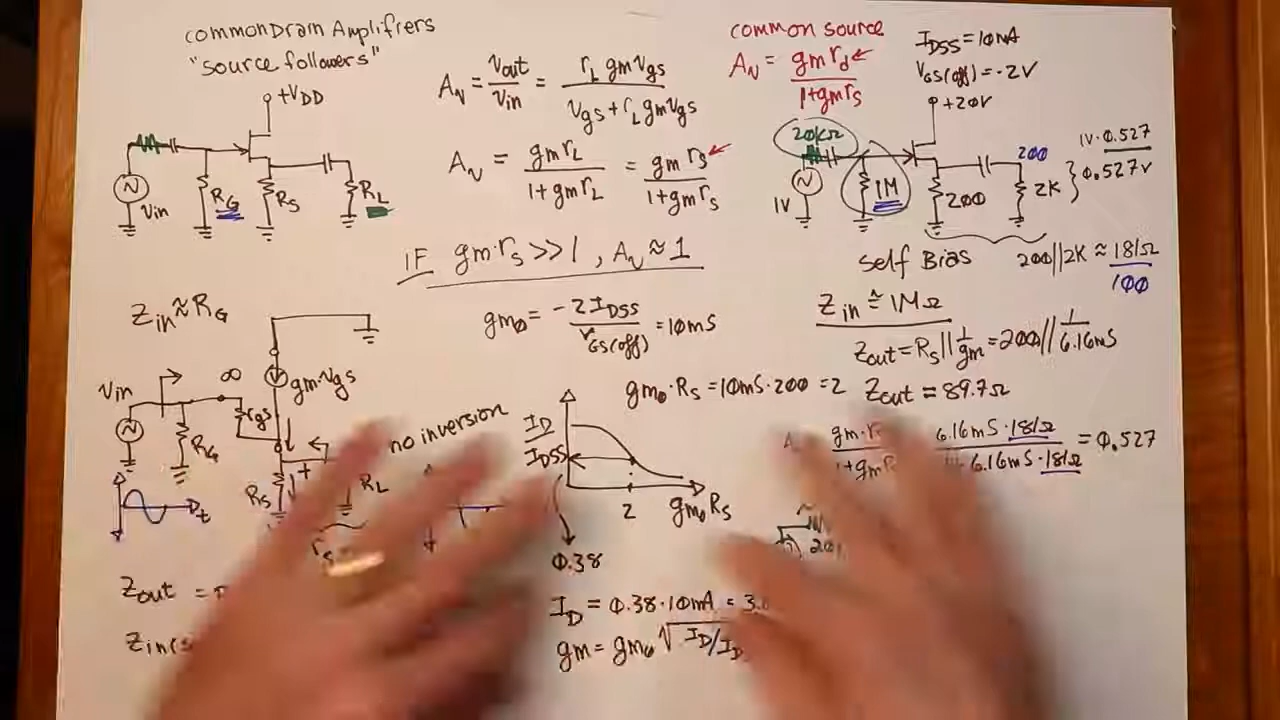 common Drain Amplifiers
"source followers"
+VDD
Vin
RG
RS
RL
Av = Vout/Vin = rL gm Vgs / Vgs + rL gm Vgs
Av = gm rL / 1+gm rL = gm rs / 1+gm rs
IF gm·rs >> 1, Av ≈ 1
common source
Av = gm rd / 1+gm rs
IDSS = 10mA
VGS(off) = -2V
+20V
20KΩ
1V
1M
200
200
2K
1V·0.527
0.527V
Self Bias
200||2K ≈ 181Ω
100
Zin ≈ RG
Vin
∞
gm·Vgs
rgs
RG
RS
RL
t
no inversion
gm0 = -2IDSS / VGS(off) = 10mS
gm0·RS = 10mS·200 = 2
ID/IDSS
2
gm0 RS
0.38
ID = 0.38·10mA =
gm = gm0 √
Zin ≅ 1MΩ
Zout = RS||1/gm = 200||1/6.16mS
Zout = 89.7Ω
6.16mS·181Ω / 6.16mS·181Ω = 0.527
Zout =